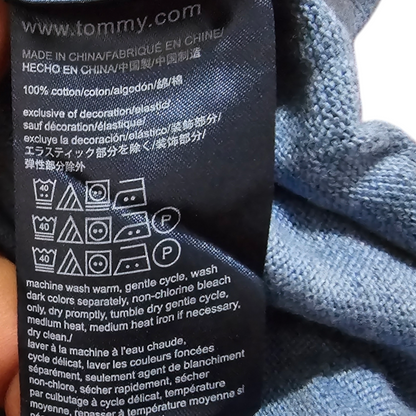 www.tommy.com
MADE IN CHINA/FABRIQUÉ EN CHINE/
HECHO EN CHINA/中国製/中国制造
100% cotton/coton/algodón/綿/棉
exclusive of decoration/elastic/
sauf décoration/élastique/
excluye la decoración/elástico/装飾部分/
エラスティック部分を除く/装饰部分/
弹性部分除外
40
40 P
40 P
machine wash warm, gentle cycle, wash
dark colors separately, non-chlorine bleach
only, dry promptly, tumble dry gentle cycle,
medium heat, medium heat iron if necessary,
dry clean./
laver à la machine à l'eau chaude,
cycle délicat, laver les couleurs foncées
séparément, seulement agent de blanchiment
non-chlore, sécher rapidement, sécher
par culbutage à cycle délicat, température
moyenne, repasser à température moyenne si